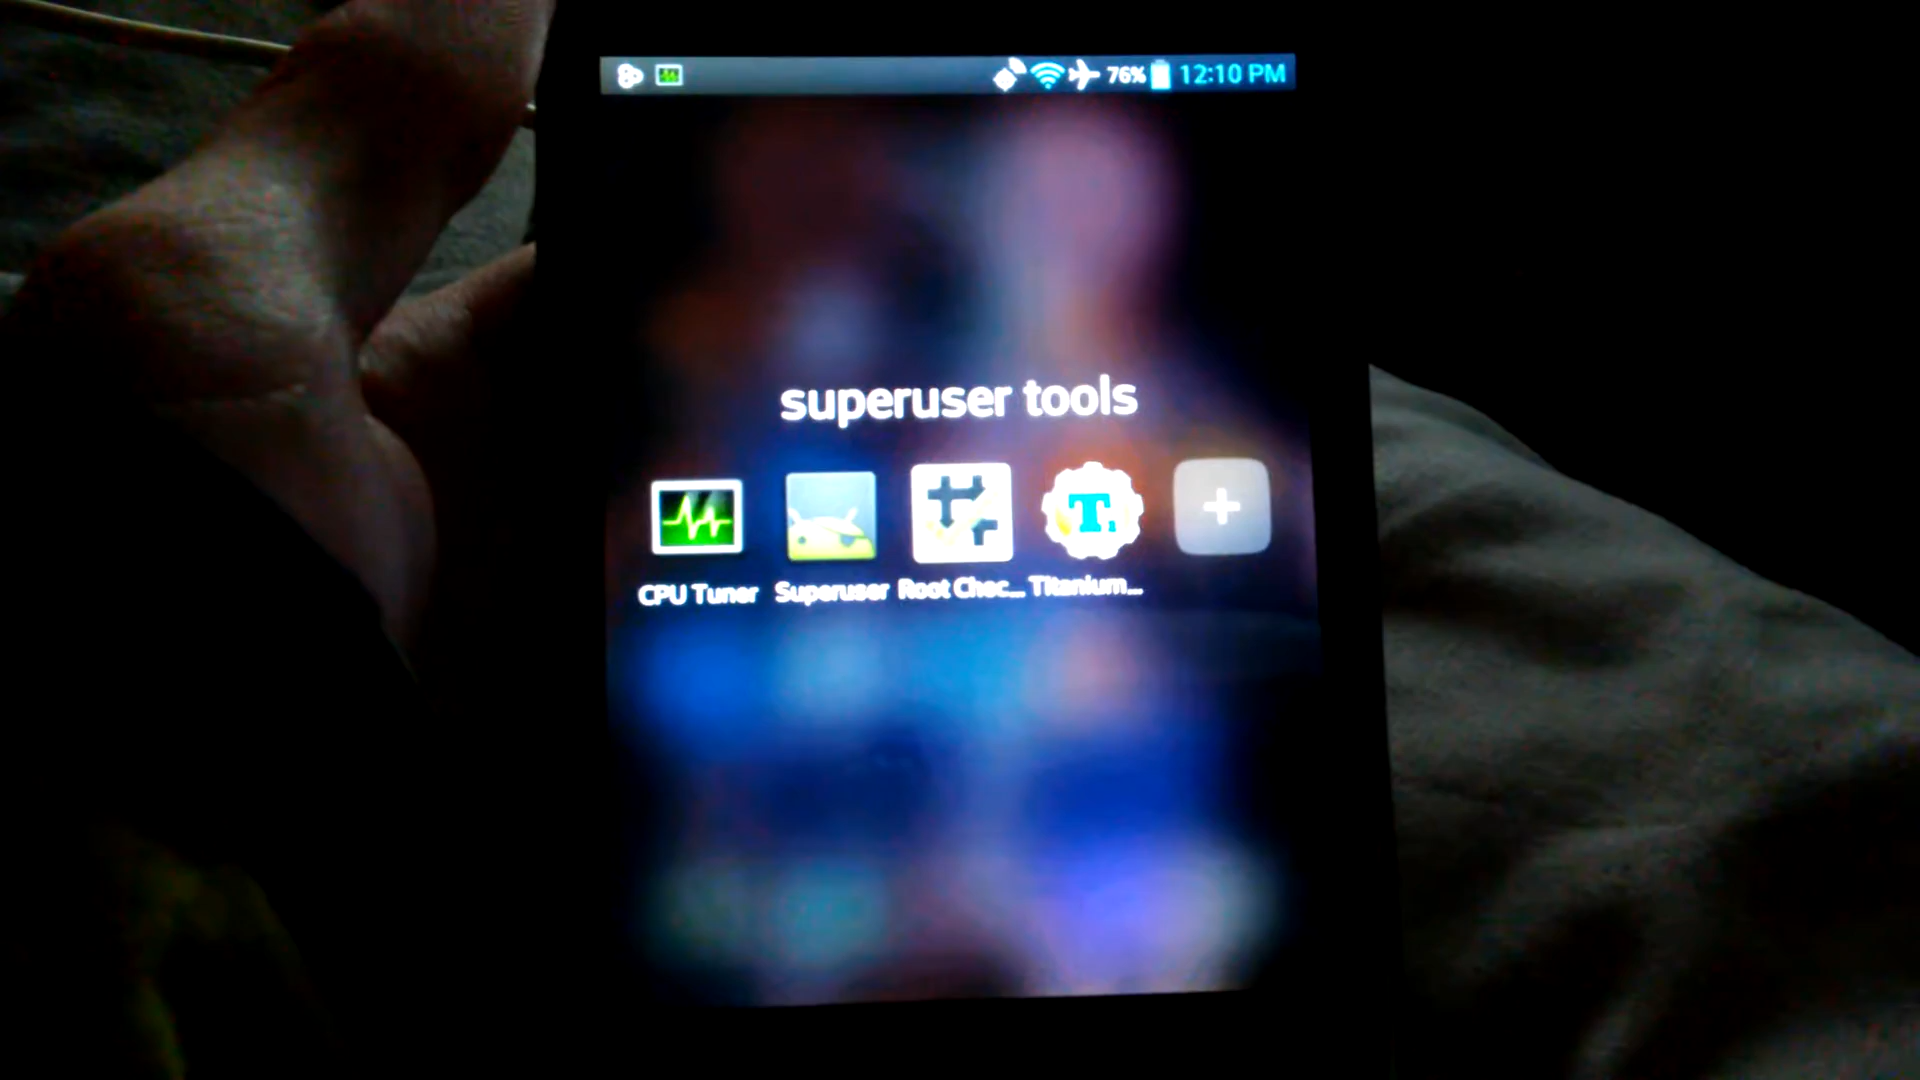 76% 12:10 PM
superuser tools
T
CPU Tuner Superuser Root Chec... Titanium...